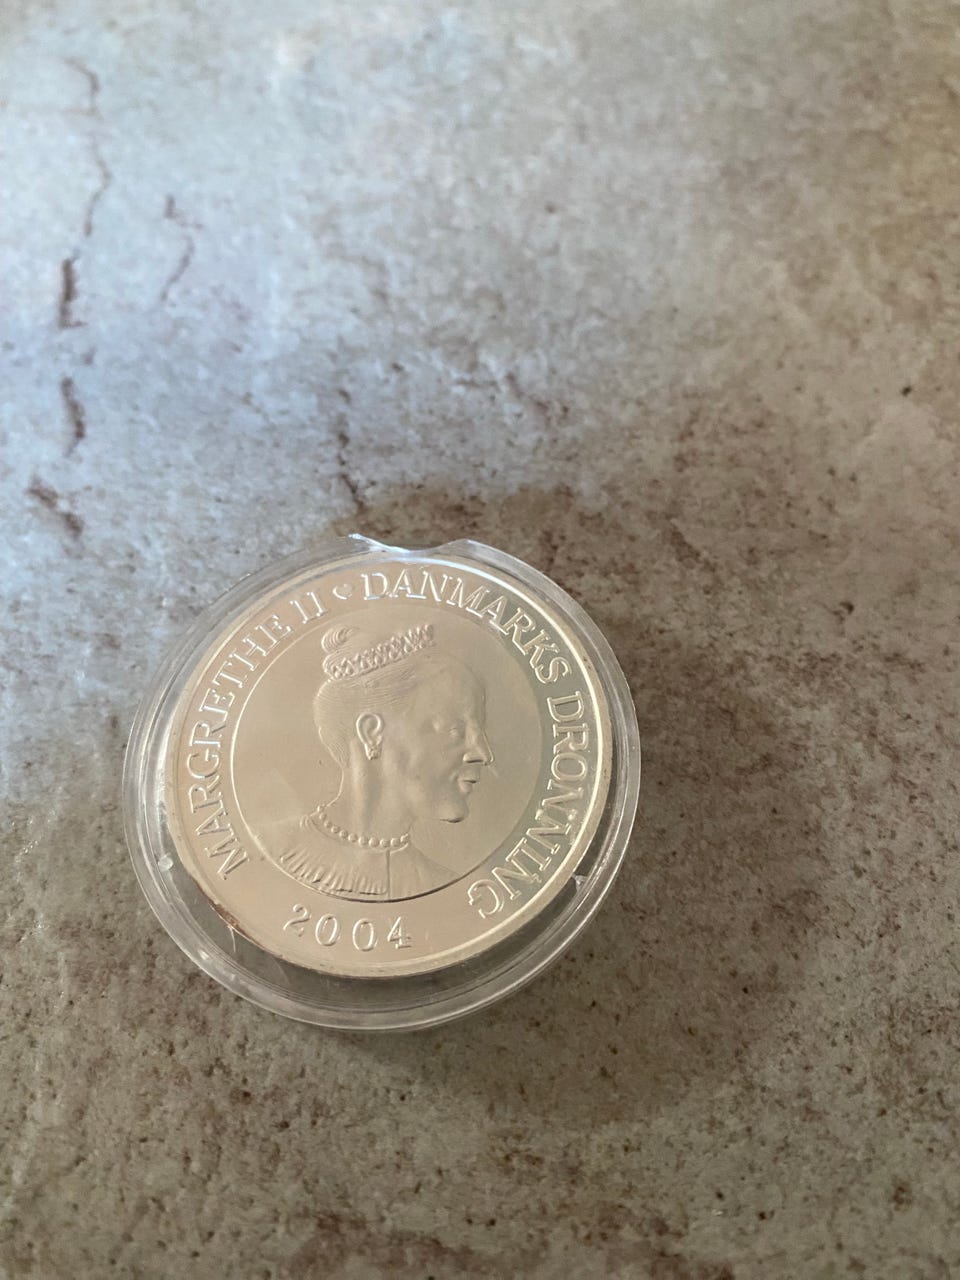 MARGRETHE II ♥ DANMARKS DRONNING
2004